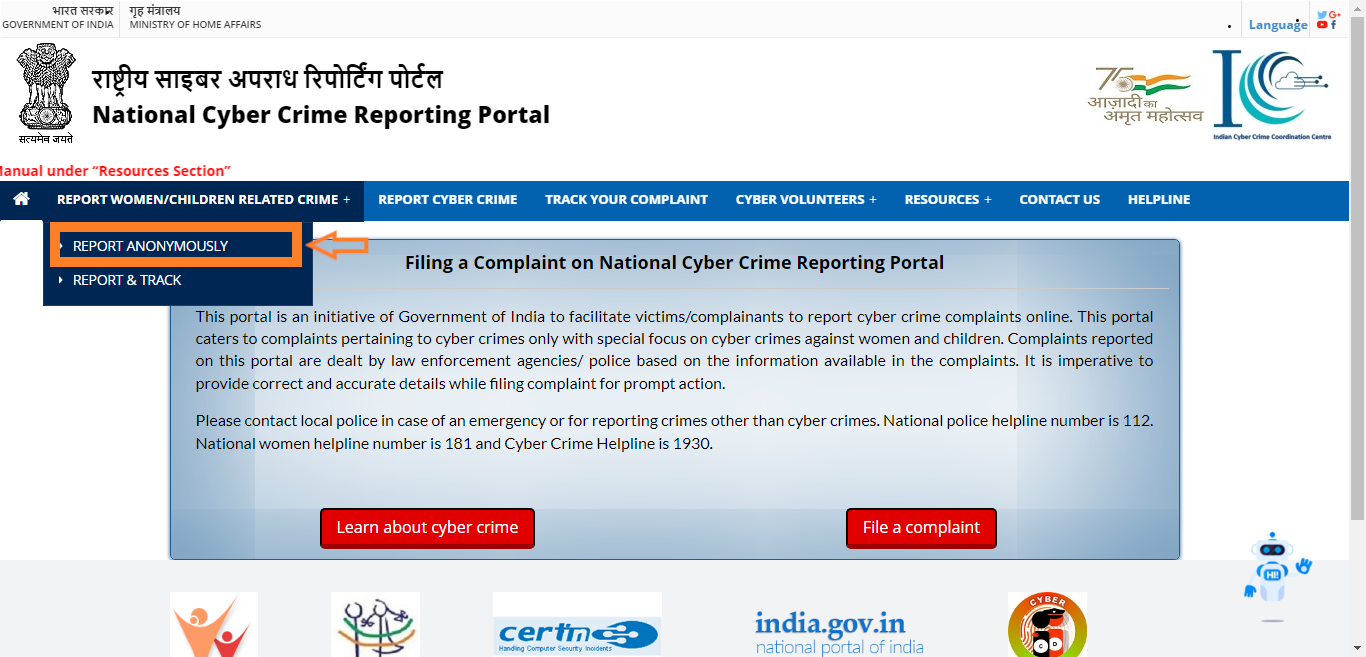 भारत सरकार
GOVERNMENT OF INDIA
गृह मंत्रालय
MINISTRY OF HOME AFFAIRS
Language
राष्ट्रीय साइबर अपराध रिपोर्टिंग पोर्टल
National Cyber Crime Reporting Portal
सत्यमेव जयते
75
आज़ादी का
अमृत महोत्सव
Indian Cyber Crime Coordination Centre
Manual under “Resources Section”
REPORT WOMEN/CHILDREN RELATED CRIME +
REPORT CYBER CRIME
TRACK YOUR COMPLAINT
CYBER VOLUNTEERS +
RESOURCES +
CONTACT US
HELPLINE
REPORT ANONYMOUSLY
REPORT & TRACK
Filing a Complaint on National Cyber Crime Reporting Portal
This portal is an initiative of Government of India to facilitate victims/complainants to report cyber crime complaints online. This portal
caters to complaints pertaining to cyber crimes only with special focus on cyber crimes against women and children. Complaints reported
on this portal are dealt by law enforcement agencies/ police based on the information available in the complaints. It is imperative to
provide correct and accurate details while filing complaint for prompt action.
Please contact local police in case of an emergency or for reporting crimes other than cyber crimes. National police helpline number is 112.
National women helpline number is 181 and Cyber Crime Helpline is 1930.
Learn about cyber crime
File a complaint
HI!
certin
Handling Computer Security Incidents
india.gov.in
national portal of india
CYBER
C D